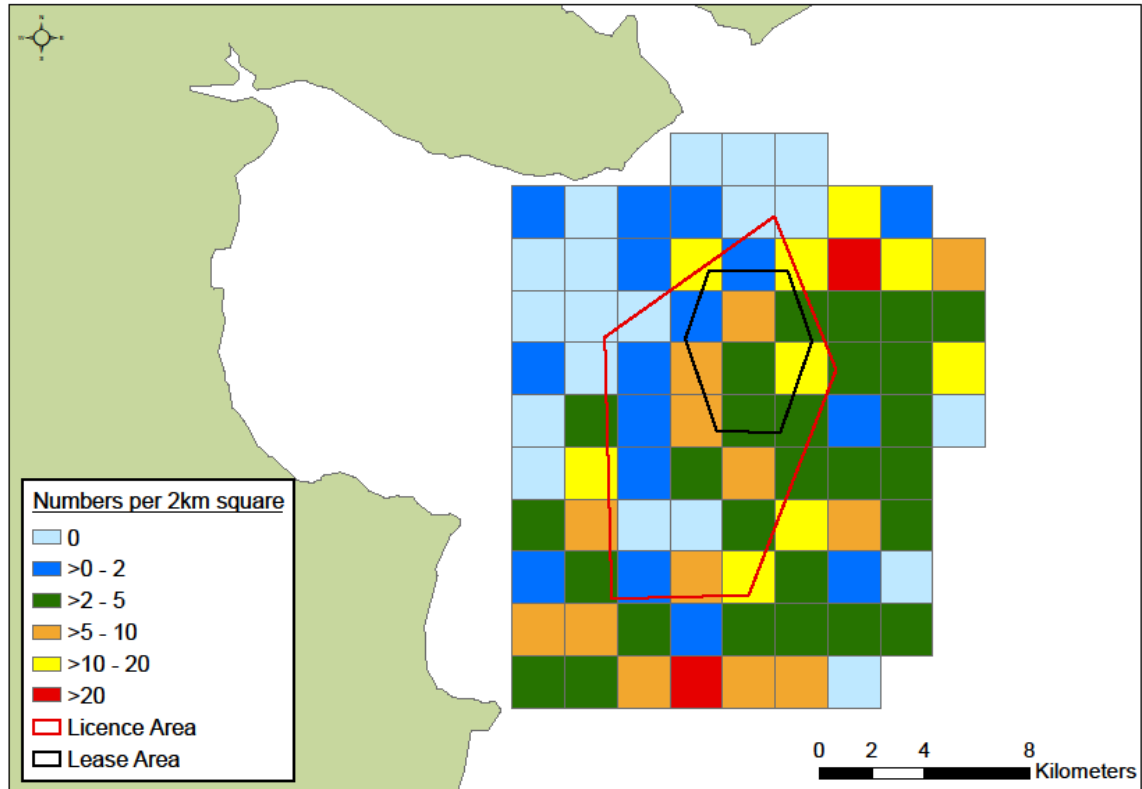 N
W
E
S
Numbers per 2km square
0
>0 - 2
>2 - 5
>5 - 10
>10 - 20
>20
Licence Area
Lease Area
0 2 4 8
Kilometers